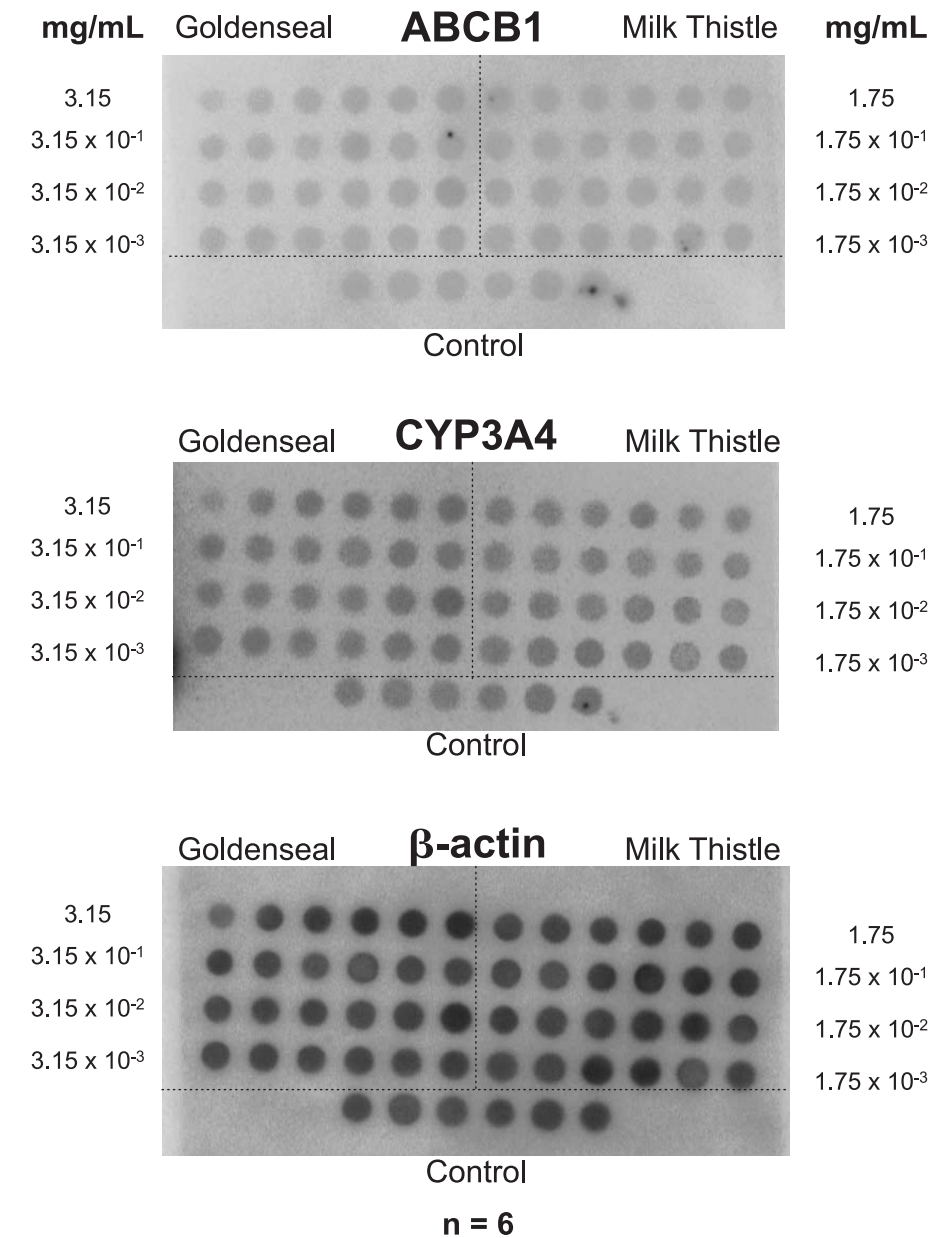 mg/mL Goldenseal ABCB1 Milk Thistle mg/mL
3.15 1.75
3.15 x 10⁻¹ 1.75 x 10⁻¹
3.15 x 10⁻² 1.75 x 10⁻²
3.15 x 10⁻³ 1.75 x 10⁻³
Control
Goldenseal CYP3A4 Milk Thistle
3.15 1.75
3.15 x 10⁻¹ 1.75 x 10⁻¹
3.15 x 10⁻² 1.75 x 10⁻²
3.15 x 10⁻³ 1.75 x 10⁻³
Control
Goldenseal β-actin Milk Thistle
3.15 1.75
3.15 x 10⁻¹ 1.75 x 10⁻¹
3.15 x 10⁻² 1.75 x 10⁻²
3.15 x 10⁻³ 1.75 x 10⁻³
Control
n = 6